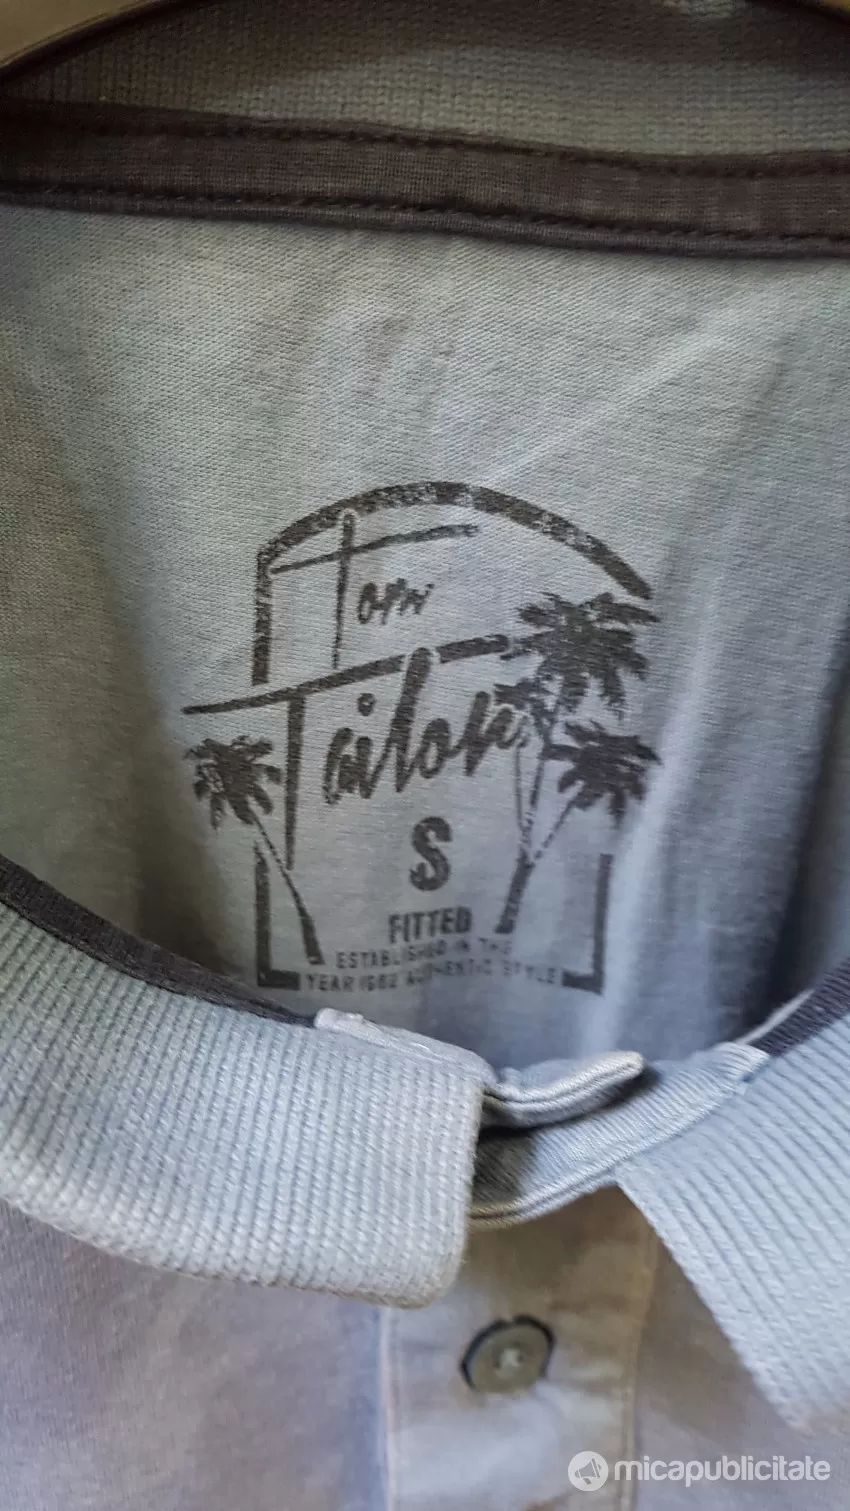 Tom
Tailor
S
FITTED
ESTABLISHED IN THE
YEAR 1962 AUTHENTIC STYLE
micapublicitate